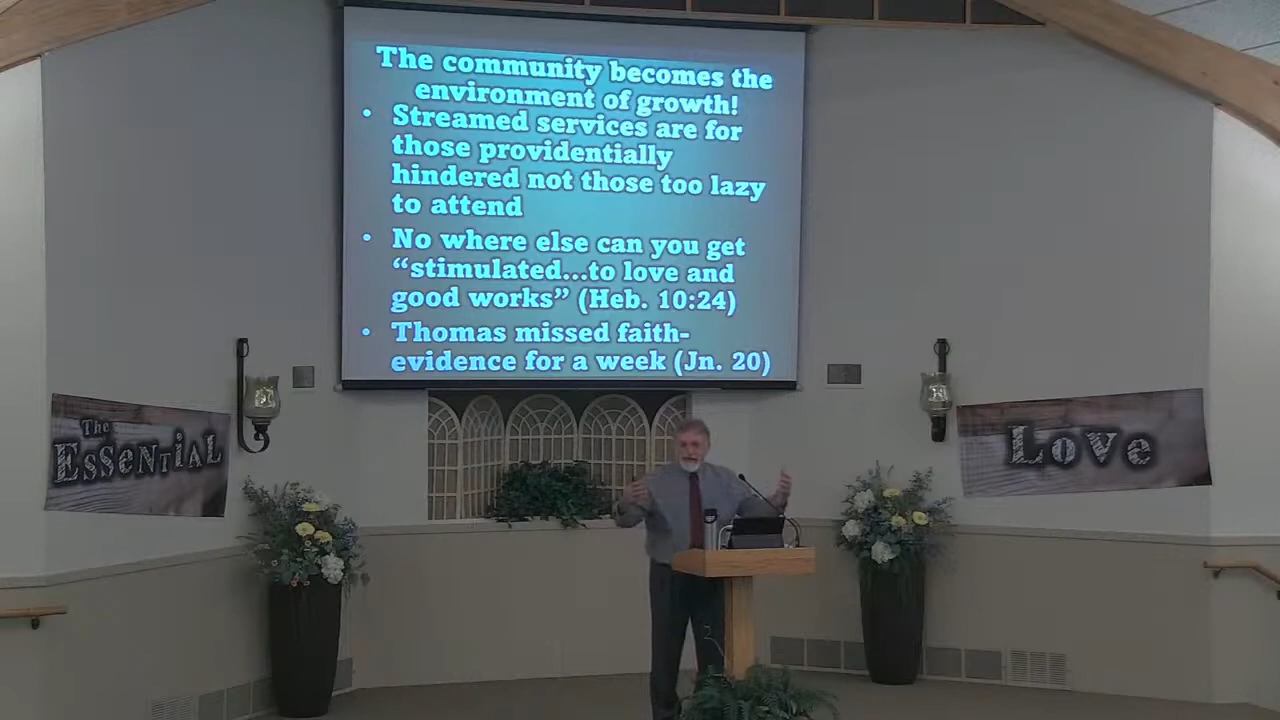 The community becomes the
environment of growth!
• Streamed services are for
those providentially
hindered not those too lazy
to attend
• No where else can you get
“stimulated...to love and
good works” (Heb. 10:24)
• Thomas missed faith-
evidence for a week (Jn. 20)
The
ESSENTiAL
LoVe